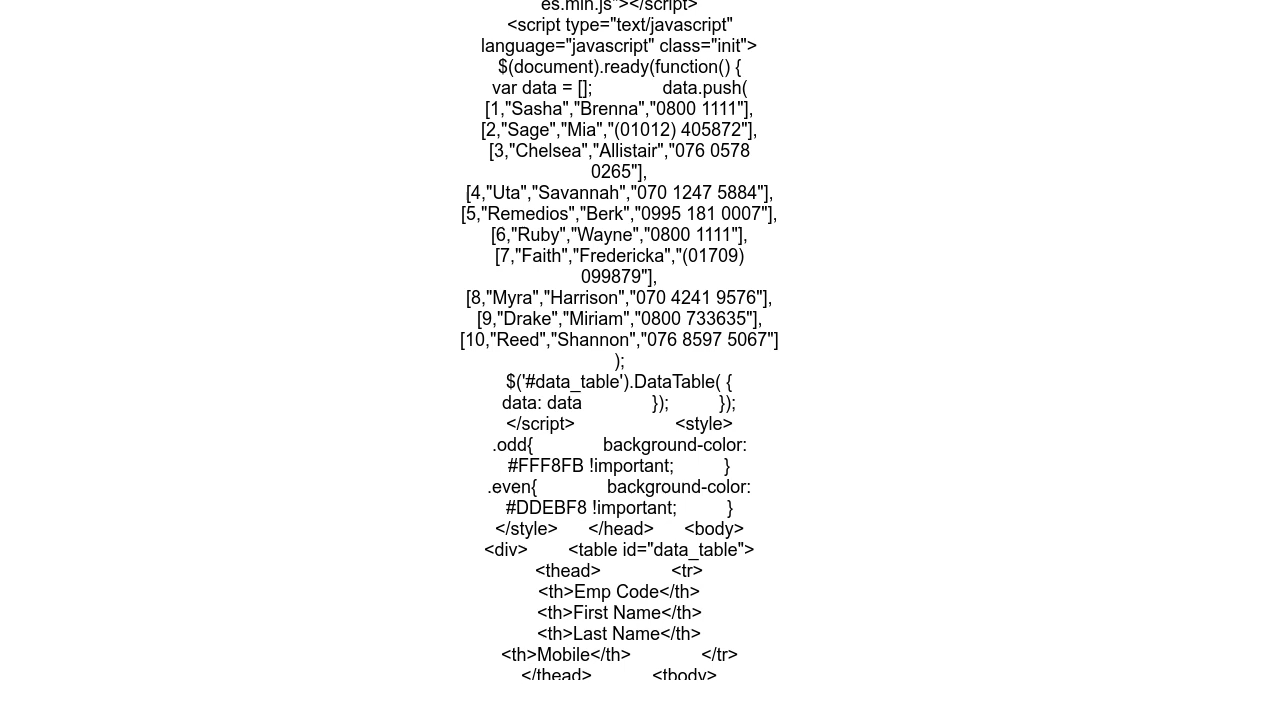 es.min.js"></script>
<script type="text/javascript"
language="javascript" class="init">
$(document).ready(function() {
var data = []; data.push(
[1,"Sasha","Brenna","0800 1111"],
[2,"Sage","Mia","(01012) 405872"],
[3,"Chelsea","Allistair","076 0578
0265"],
[4,"Uta","Savannah","070 1247 5884"],
[5,"Remedios","Berk","0995 181 0007"],
[6,"Ruby","Wayne","0800 1111"],
[7,"Faith","Fredericka","(01709)
099879"],
[8,"Myra","Harrison","070 4241 9576"],
[9,"Drake","Miriam","0800 733635"],
[10,"Reed","Shannon","076 8597 5067"]
);
$('#data_table').DataTable( {
data: data }); });
</script> <style>
.odd{ background-color:
#FFF8FB !important; }
.even{ background-color:
#DDEBF8 !important; }
</style> </head> <body>
<div> <table id="data_table">
<thead> <tr>
<th>Emp Code</th>
<th>First Name</th>
<th>Last Name</th>
<th>Mobile</th> </tr>
</thead> <tbody>